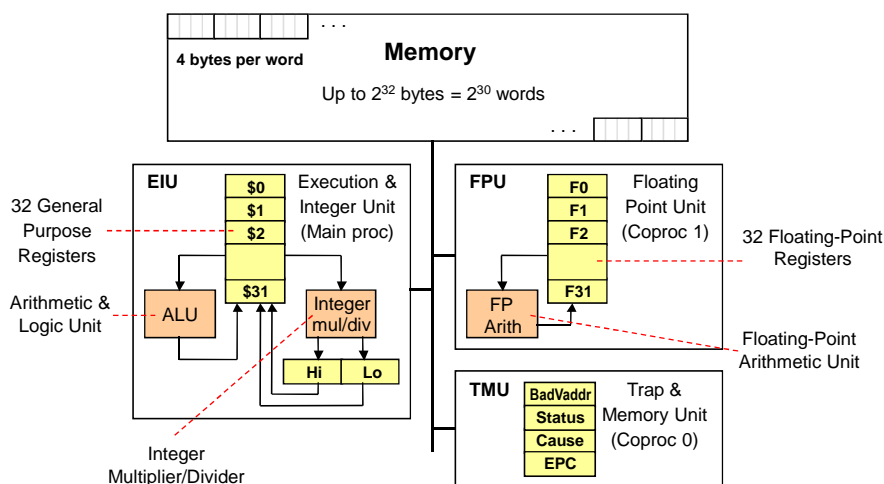 . . .
4 bytes per word
Memory
Up to 2³² bytes = 2³⁰ words
. . .
EIU
$0
$1
$2
$31
Execution &
Integer Unit
(Main proc)
32 General
Purpose
Registers
Arithmetic &
Logic Unit
ALU
Integer
mul/div
Hi
Lo
Integer
Multiplier/Divider
FPU
F0
F1
F2
F31
Floating
Point Unit
(Coproc 1)
32 Floating-Point
Registers
FP
Arith
Floating-Point
Arithmetic Unit
TMU
BadVaddr
Status
Cause
EPC
Trap &
Memory Unit
(Coproc 0)